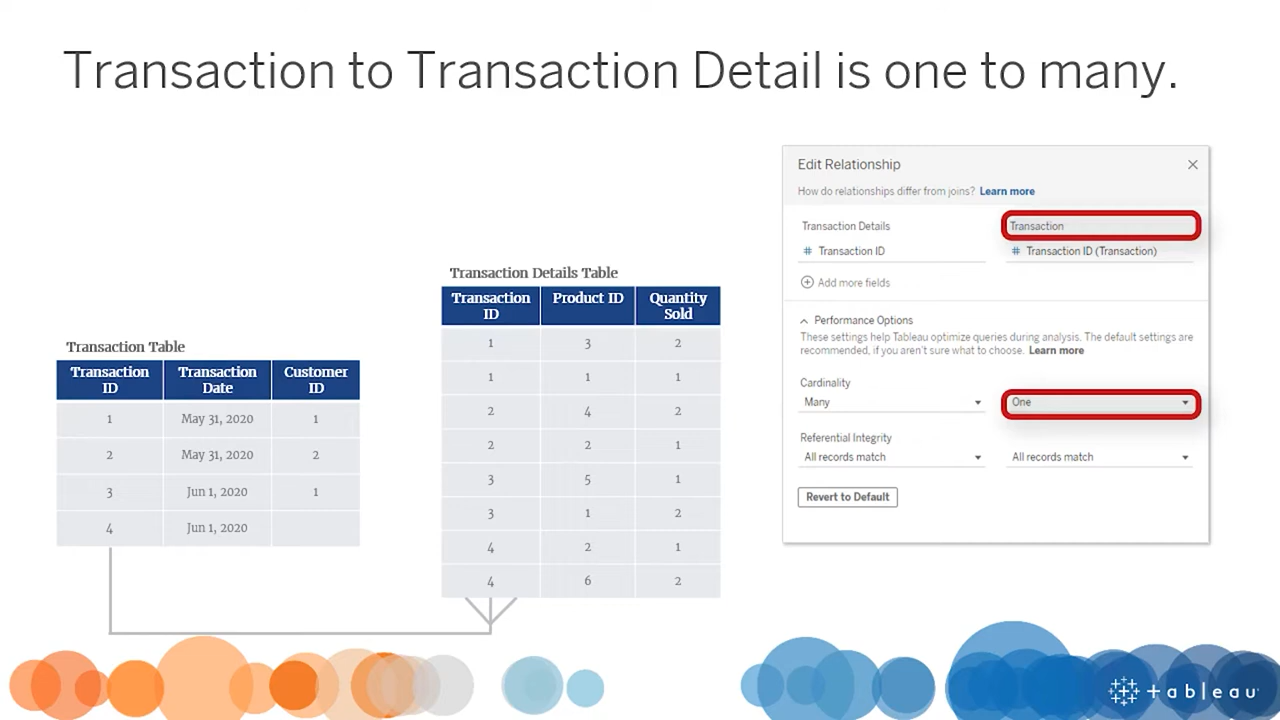 Transaction to Transaction Detail is one to many.
Transaction Table
Transaction ID | Transaction Date | Customer ID
1 | May 31, 2020 | 1
2 | May 31, 2020 | 2
3 | Jun 1, 2020 | 1
4 | Jun 1, 2020
Transaction Details Table
Transaction ID | Product ID | Quantity Sold
1 | 3 | 2
1 | 1 | 1
2 | 4 | 2
2 | 2 | 1
3 | 5 | 1
3 | 1 | 2
4 | 2 | 1
4 | 6 | 2
Edit Relationship ×
How do relationships differ from joins? Learn more
Transaction Details Transaction
# Transaction ID # Transaction ID (Transaction)
Add more fields
Performance Options
These settings help Tableau optimize queries during analysis. The default settings are
recommended, if you aren't sure what to choose. Learn more
Cardinality
Many One
Referential Integrity
All records match All records match
Revert to Default
tableau